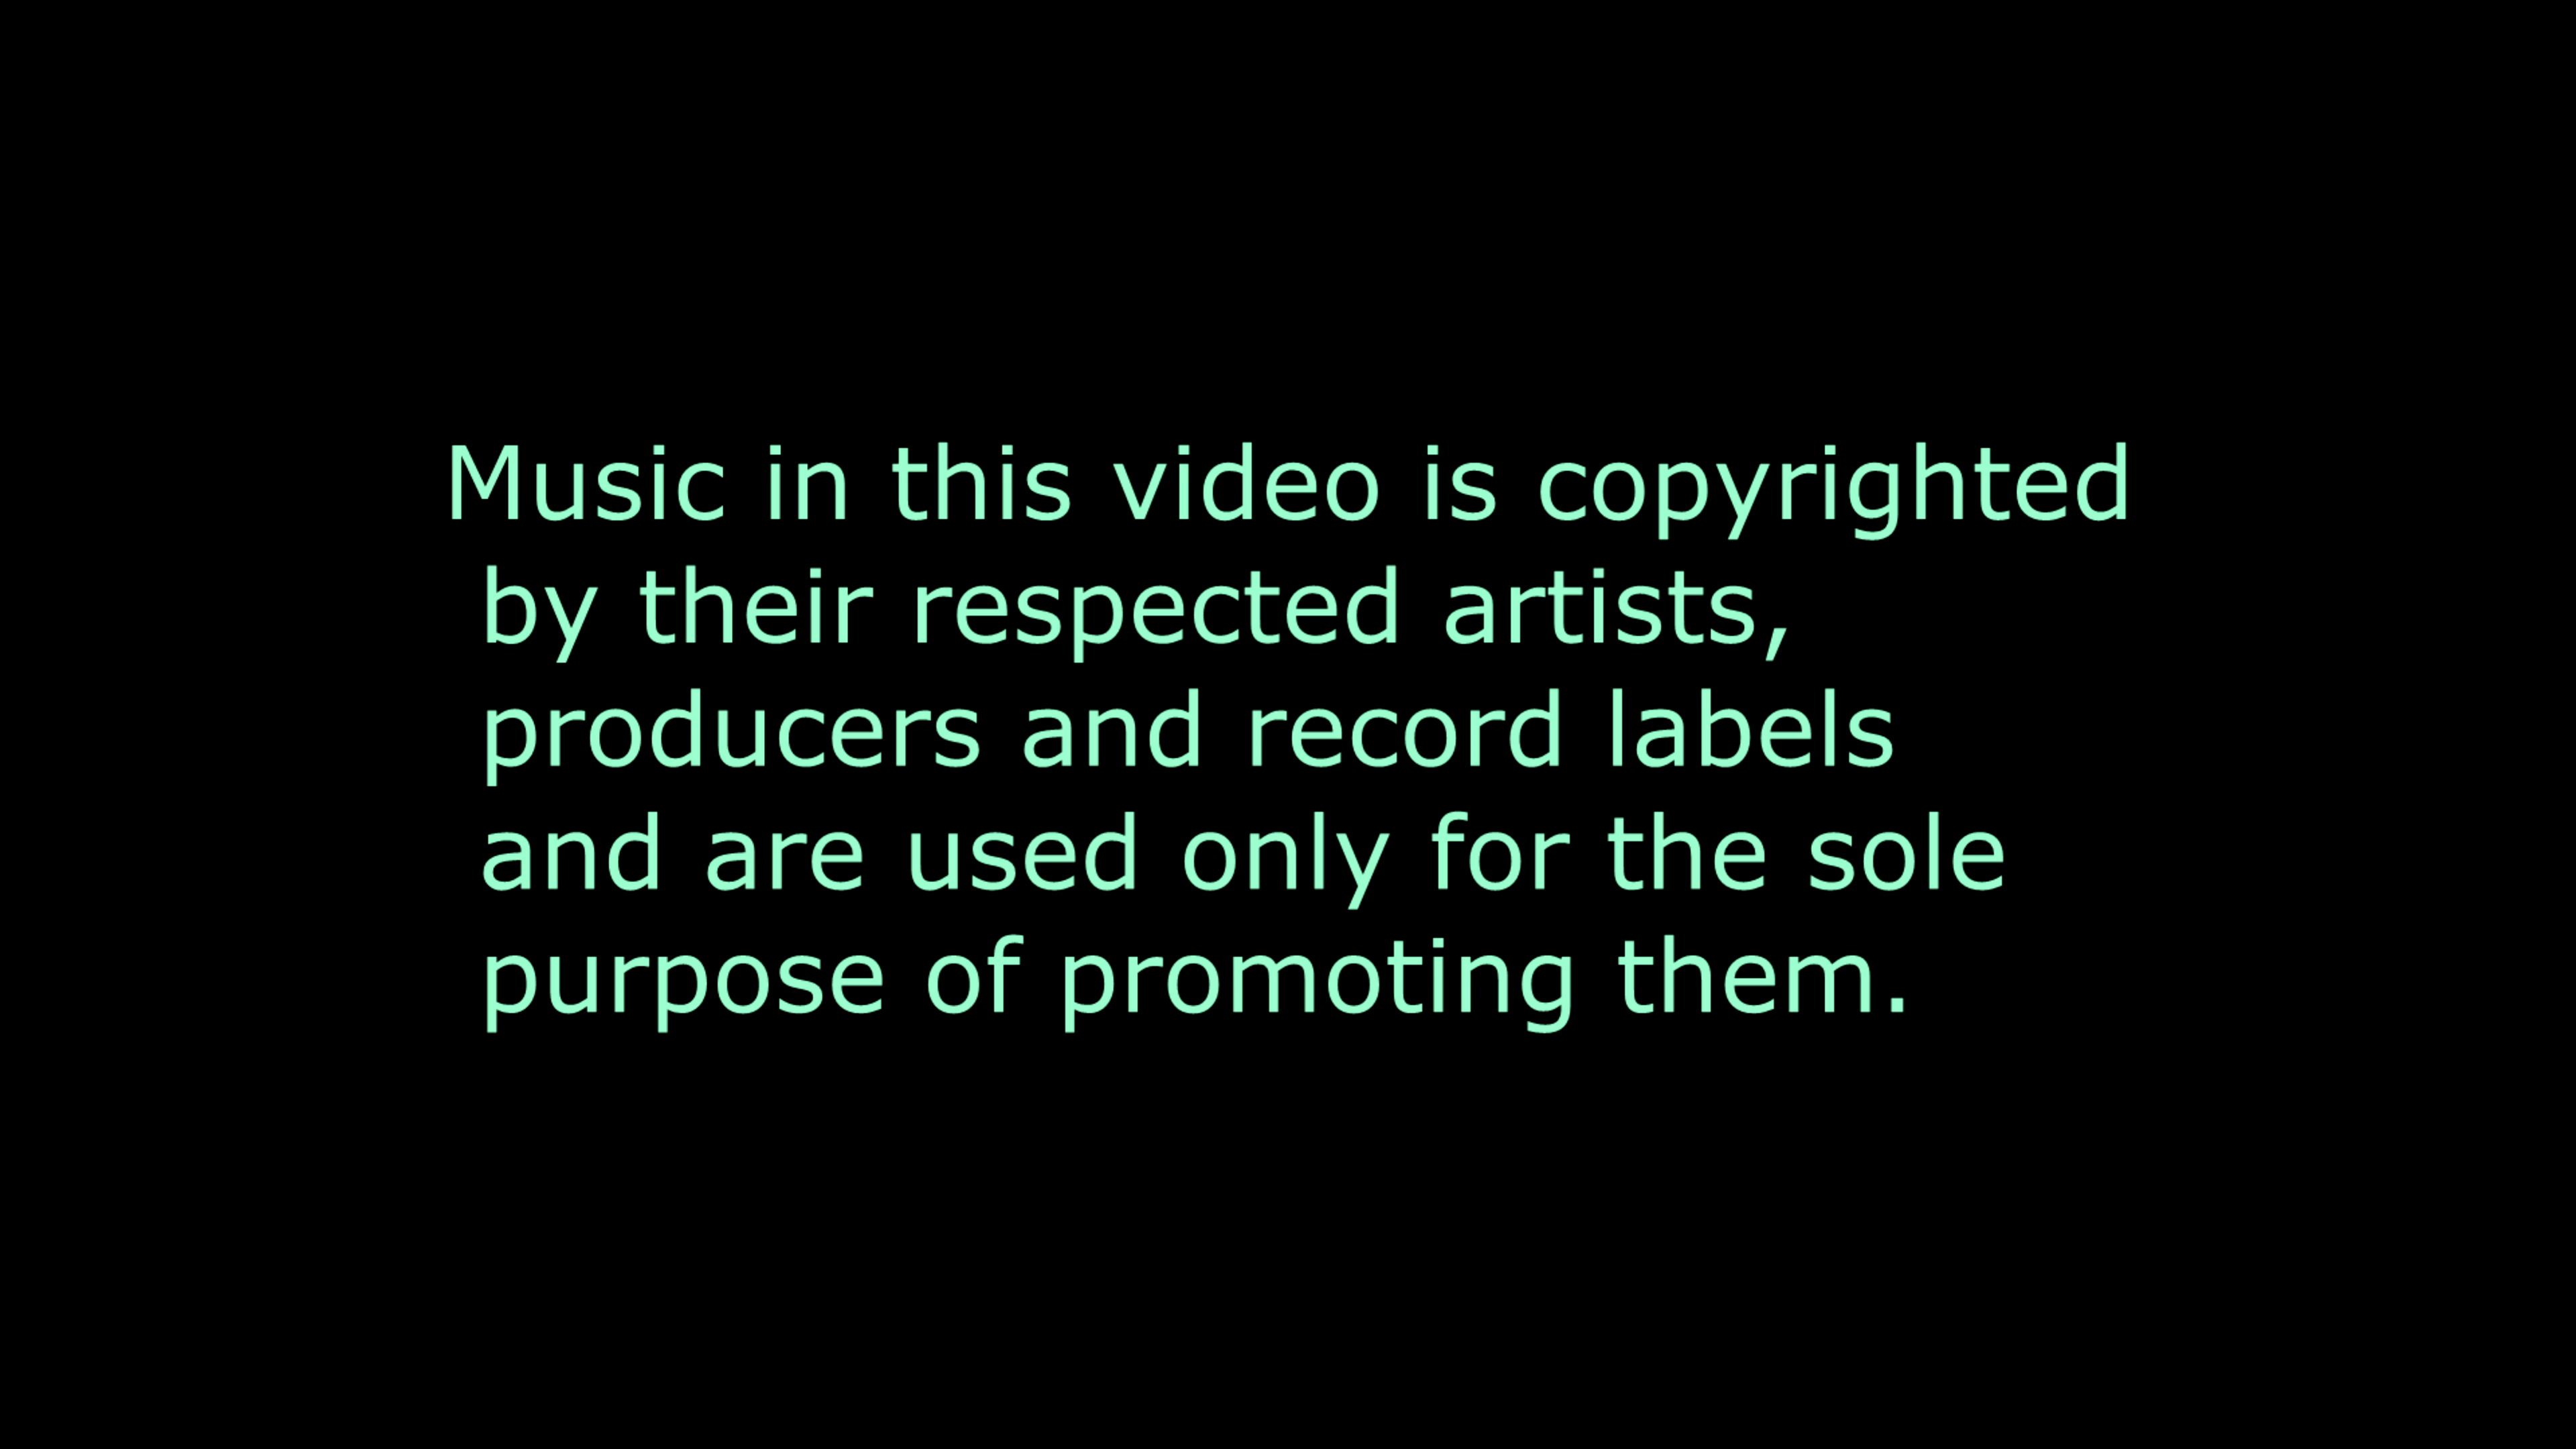 Music in this video is copyrighted
by their respected artists,
producers and record labels
and are used only for the sole
purpose of promoting them.